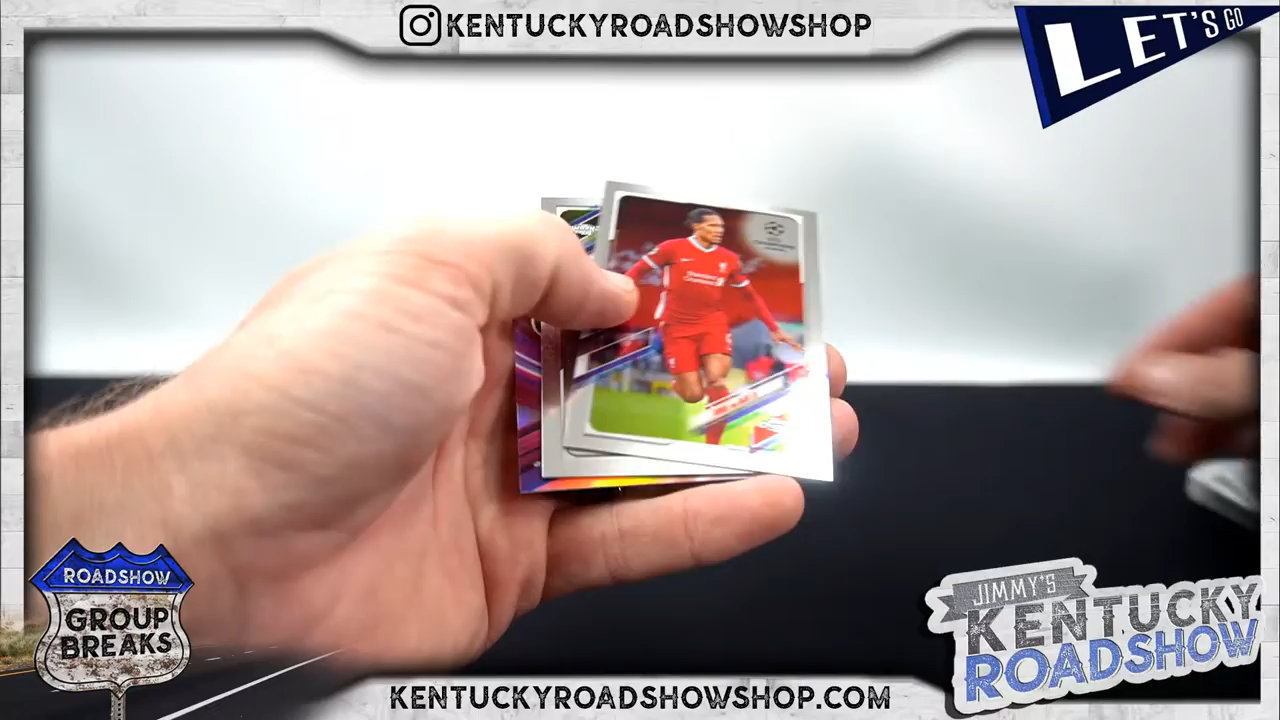 KENTUCKYROADSHOWSHOP
LET'S GO
ROADSHOW
GROUP
BREAKS
JIMMY'S
KENTUCKY
ROADSHOW
KENTUCKYROADSHOWSHOP.COM